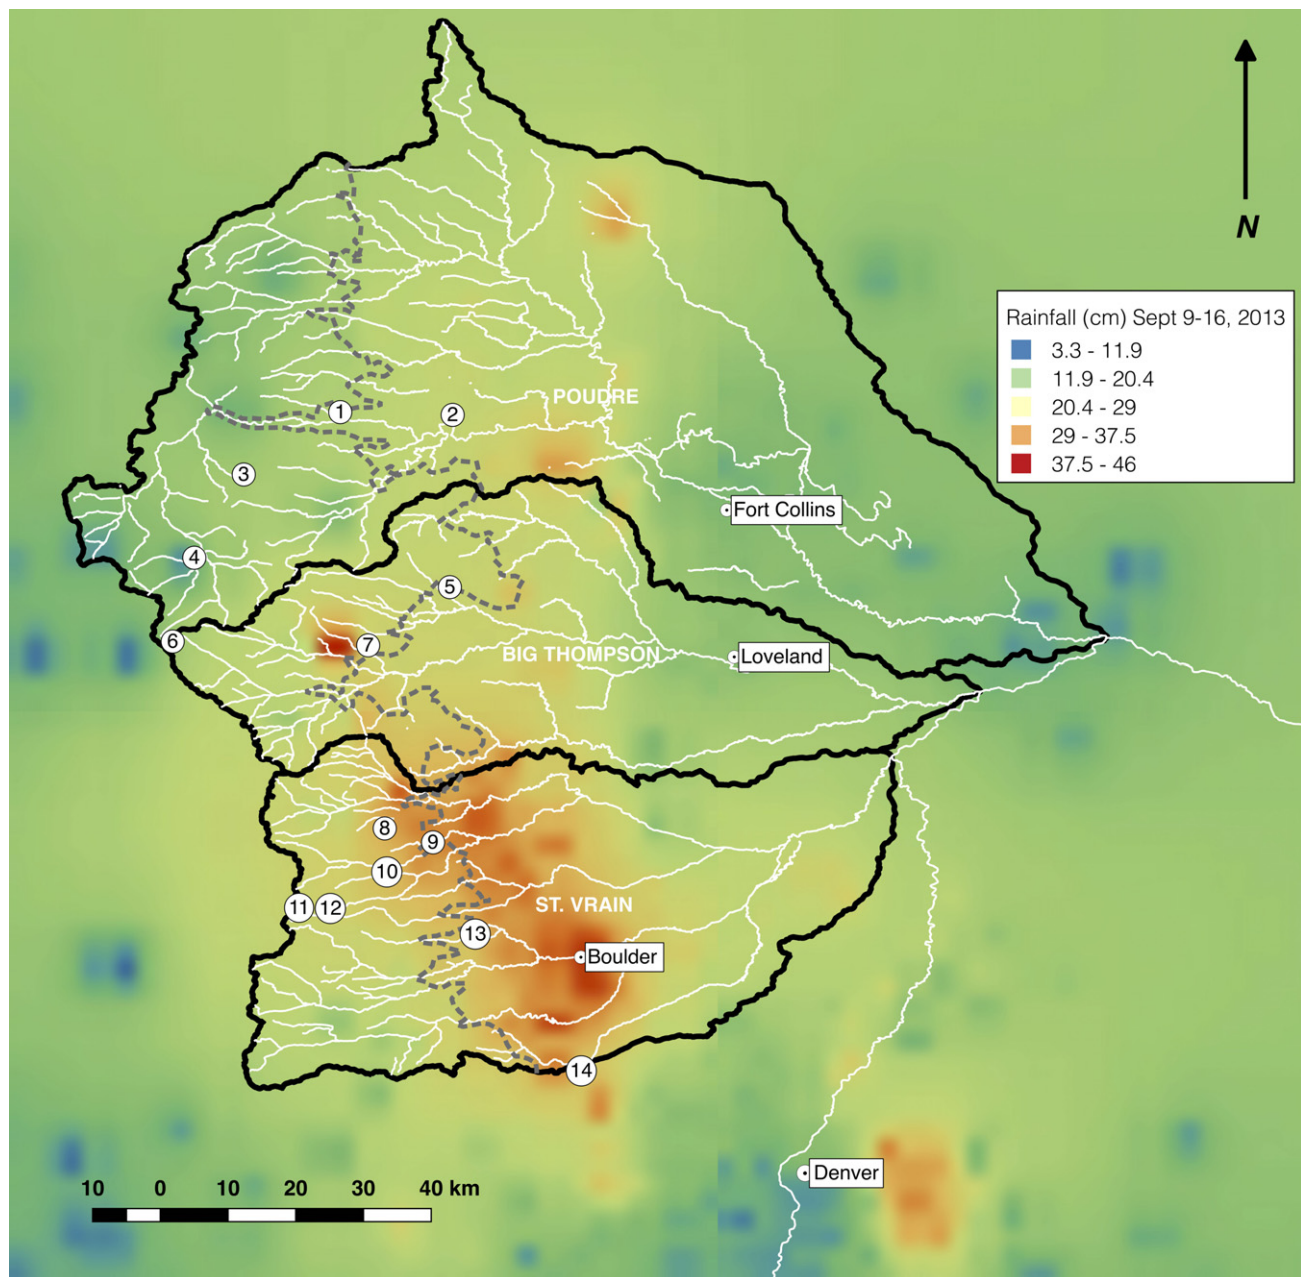 N
Rainfall (cm) Sept 9-16, 2013
3.3 - 11.9
11.9 - 20.4
20.4 - 29
29 - 37.5
37.5 - 46
1
2
POUDRE
3
Fort Collins
4
5
6
7
BIG THOMPSON
Loveland
8
9
10
11
12
ST. VRAIN
13
Boulder
14
Denver
10 0 10 20 30 40 km